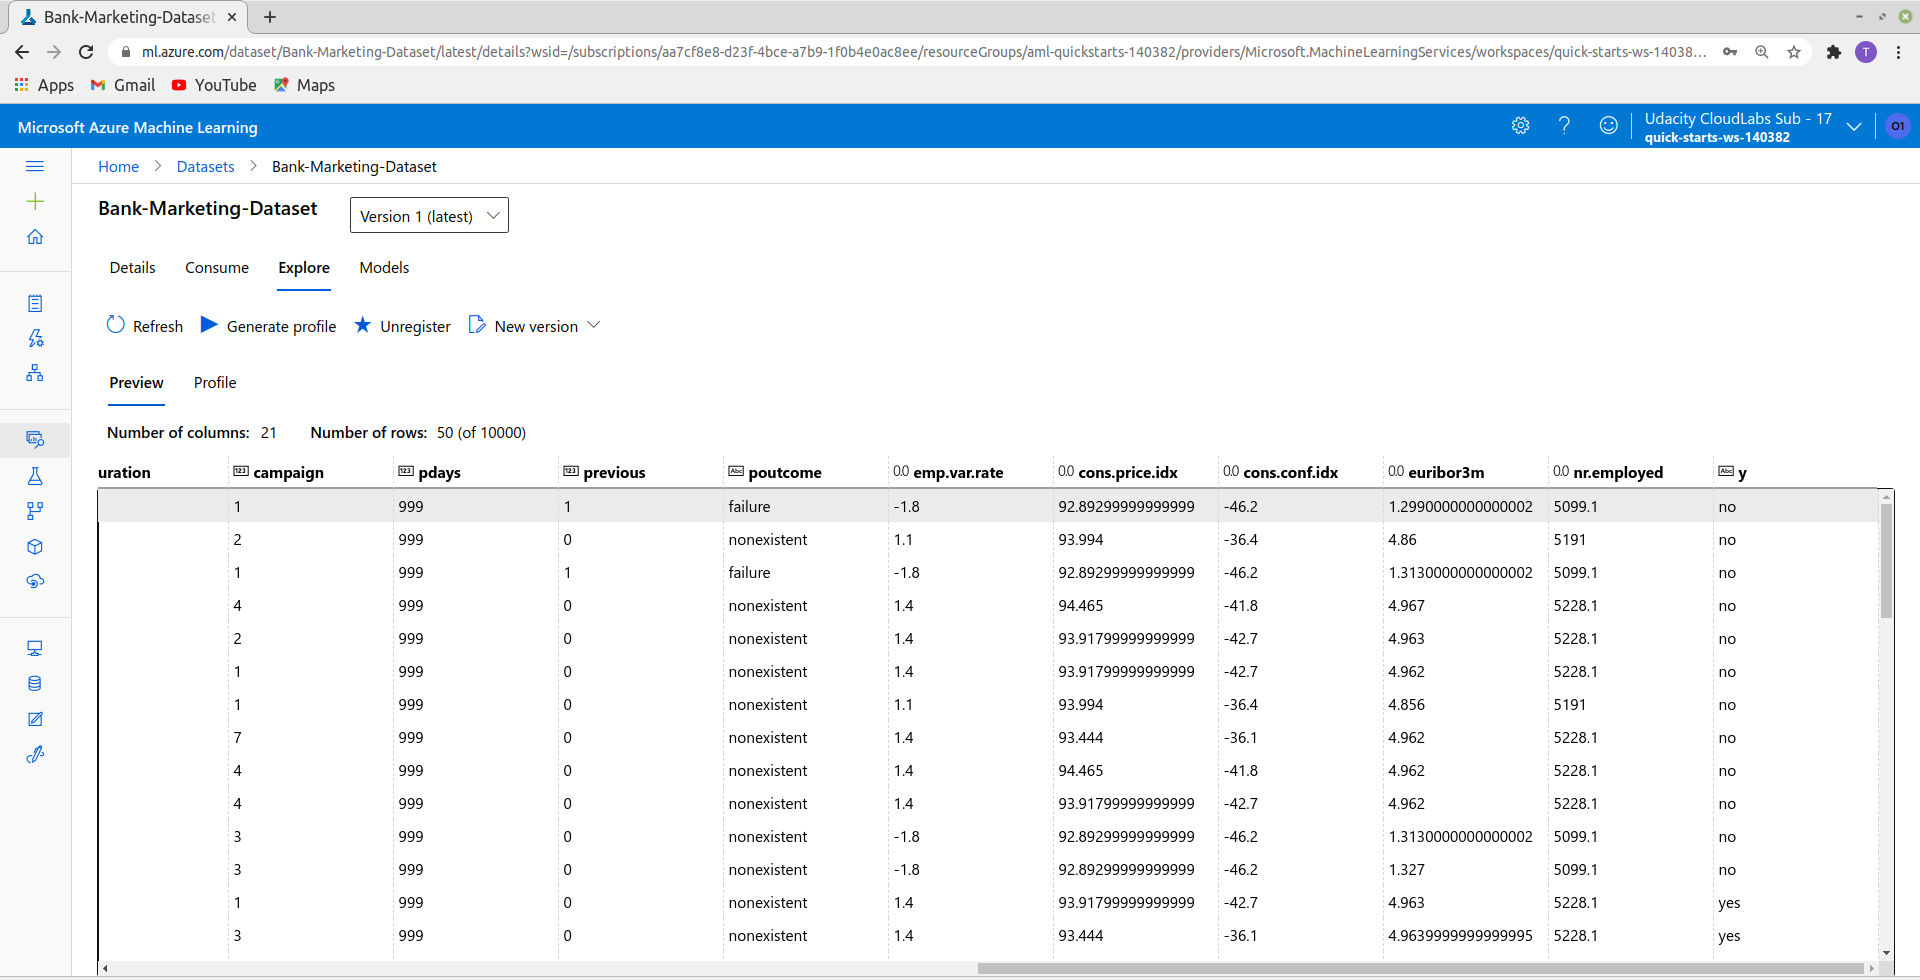 Bank-Marketing-Dataset
ml.azure.com/dataset/Bank-Marketing-Dataset/latest/details?wsid=/subscriptions/aa7cf8e8-d23f-4bce-a7b9-1f0b4e0ac8ee/resourceGroups/aml-quickstarts-140382/providers/Microsoft.MachineLearningServices/workspaces/quick-starts-ws-14038... T
Apps Gmail YouTube Maps
Microsoft Azure Machine Learning
Udacity CloudLabs Sub - 17
quick-starts-ws-140382
O1
Home > Datasets > Bank-Marketing-Dataset
Bank-Marketing-Dataset Version 1 (latest)
Details Consume Explore Models
Refresh Generate profile Unregister New version
Preview Profile
Number of columns: 21 Number of rows: 50 (of 10000)
uration 123 campaign 123 pdays 123 previous Abc poutcome 0.0 emp.var.rate 0.0 cons.price.idx 0.0 cons.conf.idx 0.0 euribor3m 0.0 nr.employed Abc y
1 999 1 failure -1.8 92.89299999999999 -46.2 1.2990000000000002 5099.1 no
2 999 0 nonexistent 1.1 93.994 -36.4 4.86 5191 no
1 999 1 failure -1.8 92.89299999999999 -46.2 1.3130000000000002 5099.1 no
4 999 0 nonexistent 1.4 94.465 -41.8 4.967 5228.1 no
2 999 0 nonexistent 1.4 93.91799999999999 -42.7 4.963 5228.1 no
1 999 0 nonexistent 1.4 93.91799999999999 -42.7 4.962 5228.1 no
1 999 0 nonexistent 1.1 93.994 -36.4 4.856 5191 no
7 999 0 nonexistent 1.4 93.444 -36.1 4.962 5228.1 no
4 999 0 nonexistent 1.4 94.465 -41.8 4.962 5228.1 no
4 999 0 nonexistent 1.4 93.91799999999999 -42.7 4.962 5228.1 no
3 999 0 nonexistent -1.8 92.89299999999999 -46.2 1.3130000000000002 5099.1 no
3 999 0 nonexistent -1.8 92.89299999999999 -46.2 1.327 5099.1 no
1 999 0 nonexistent 1.4 93.91799999999999 -42.7 4.963 5228.1 yes
3 999 0 nonexistent 1.4 93.444 -36.1 4.9639999999999995 5228.1 yes